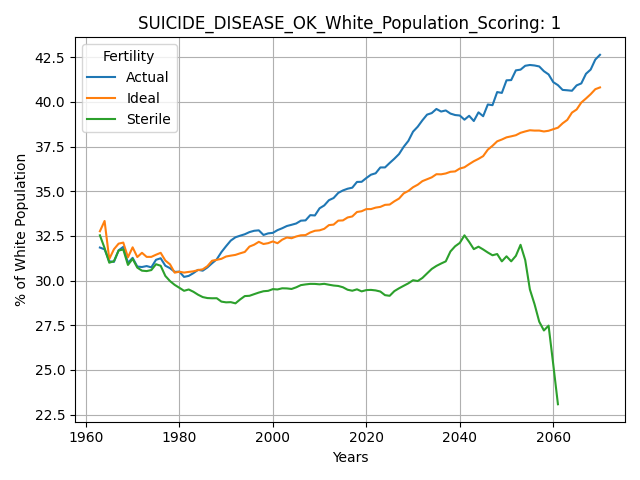 SUICIDE_DISEASE_OK_White_Population_Scoring: 1
Fertility
Actual
Ideal
Sterile
% of White Population
42.5
40.0
37.5
35.0
32.5
30.0
27.5
25.0
22.5
1960
1980
2000
2020
2040
2060
Years